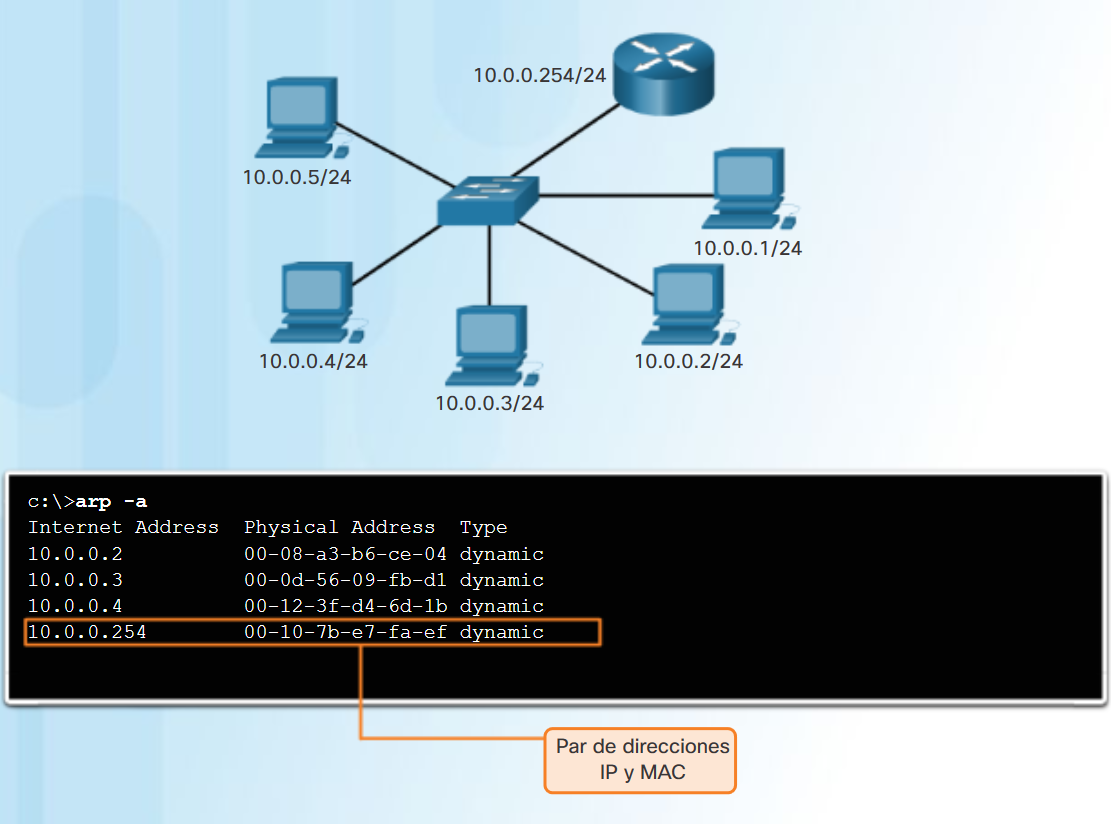 10.0.0.254/24
10.0.0.5/24
10.0.0.1/24
10.0.0.4/24
10.0.0.2/24
10.0.0.3/24
c:\>arp -a
Internet Address Physical Address Type
10.0.0.2 00-08-a3-b6-ce-04 dynamic
10.0.0.3 00-0d-56-09-fb-d1 dynamic
10.0.0.4 00-12-3f-d4-6d-1b dynamic
10.0.0.254 00-10-7b-e7-fa-ef dynamic
Par de direcciones
IP y MAC